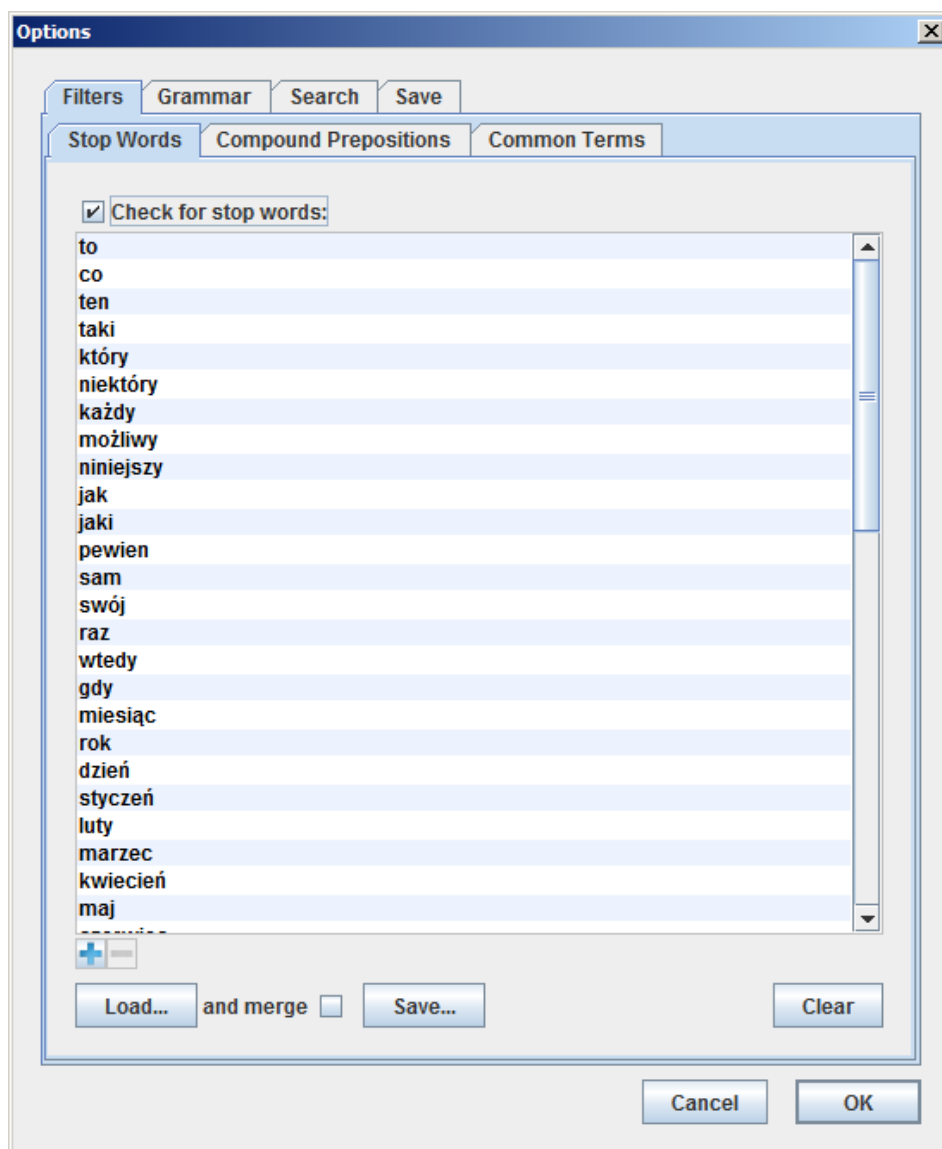 Options
Filters Grammar Search Save
Stop Words Compound Prepositions Common Terms
Check for stop words:
to
co
ten
taki
który
niektóry
każdy
możliwy
niniejszy
jak
jaki
pewien
sam
swój
raz
wtedy
gdy
miesiąc
rok
dzień
styczeń
luty
marzec
kwiecień
maj
Load... and merge Save... Clear
Cancel OK